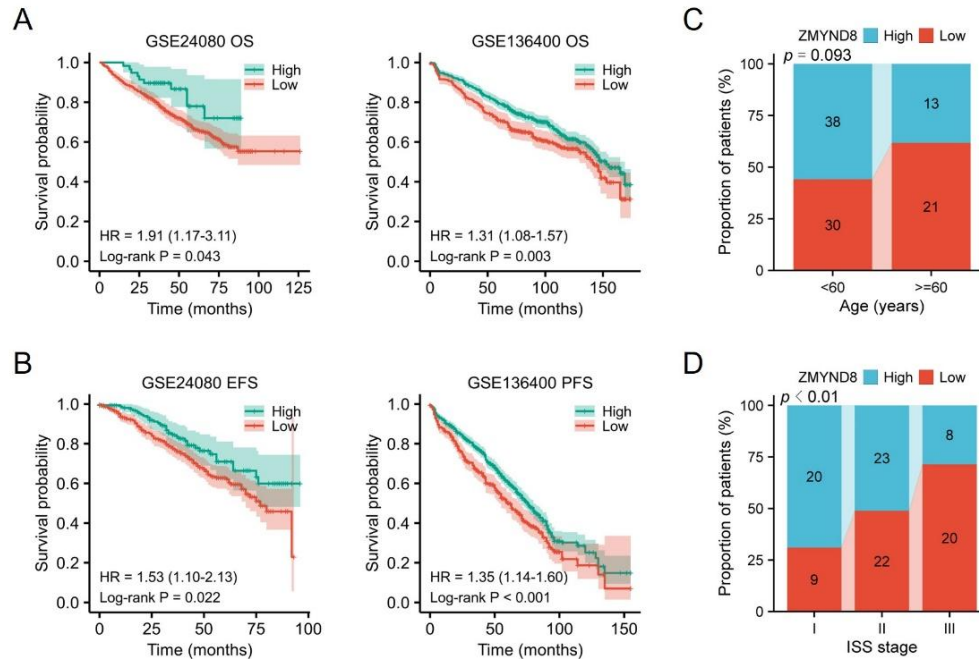 A
GSE24080 OS
Survival probability
1.0
0.8
0.6
0.4
0.2
0.0
High
Low
HR = 1.91 (1.17-3.11)
Log-rank P = 0.043
0 25 50 75 100 125
Time (months)
GSE136400 OS
Survival probability
1.0
0.8
0.6
0.4
0.2
0.0
High
Low
HR = 1.31 (1.08-1.57)
Log-rank P = 0.003
0 50 100 150
Time (months)
B
GSE24080 EFS
Survival probability
1.0
0.8
0.6
0.4
0.2
0.0
High
Low
HR = 1.53 (1.10-2.13)
Log-rank P = 0.022
0 25 50 75 100
Time (months)
GSE136400 PFS
Survival probability
1.0
0.8
0.6
0.4
0.2
0.0
High
Low
HR = 1.35 (1.14-1.60)
Log-rank P < 0.001
0 50 100 150
Time (months)
C
ZMYND8 High Low
p = 0.093
Proportion of patients (%)
100
75
50
25
0
38 13
30 21
<60 >=60
Age (years)
D
ZMYND8 High Low
p < 0.01
Proportion of patients (%)
100
75
50
25
0
20 23 8
9 22 20
I II III
ISS stage